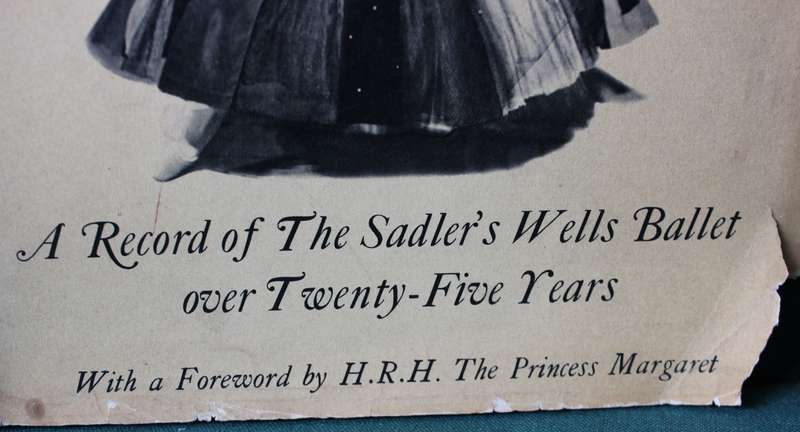 A Record of The Sadler's Wells Ballet
over Twenty-Five Years
With a Foreword by H.R.H. The Princess Margaret